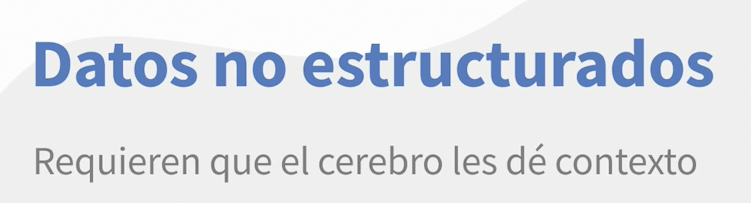 Datos no estructurados
Requieren que el cerebro les dé contexto